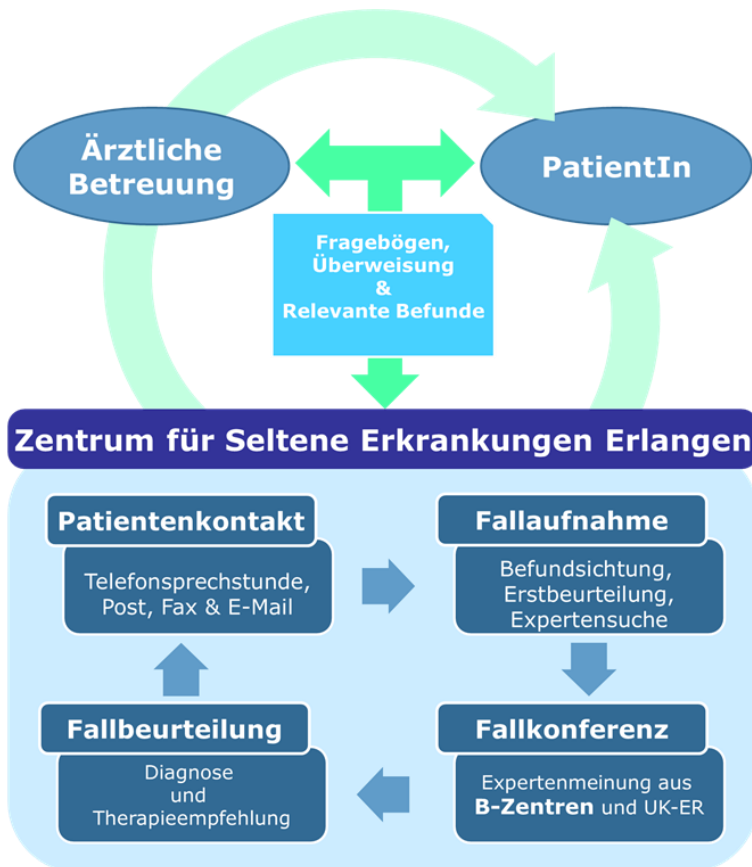 Ärztliche
Betreuung
PatientIn
Fragebögen,
Überweisung
&
Relevante Befunde
Zentrum für Seltene Erkrankungen Erlangen
Patientenkontakt
Telefonsprechstunde,
Post, Fax & E-Mail
Fallaufnahme
Befundsichtung,
Erstbeurteilung,
Expertensuche
Fallbeurteilung
Diagnose
und
Therapieempfehlung
Fallkonferenz
Expertenmeinung aus
B-Zentren und UK-ER